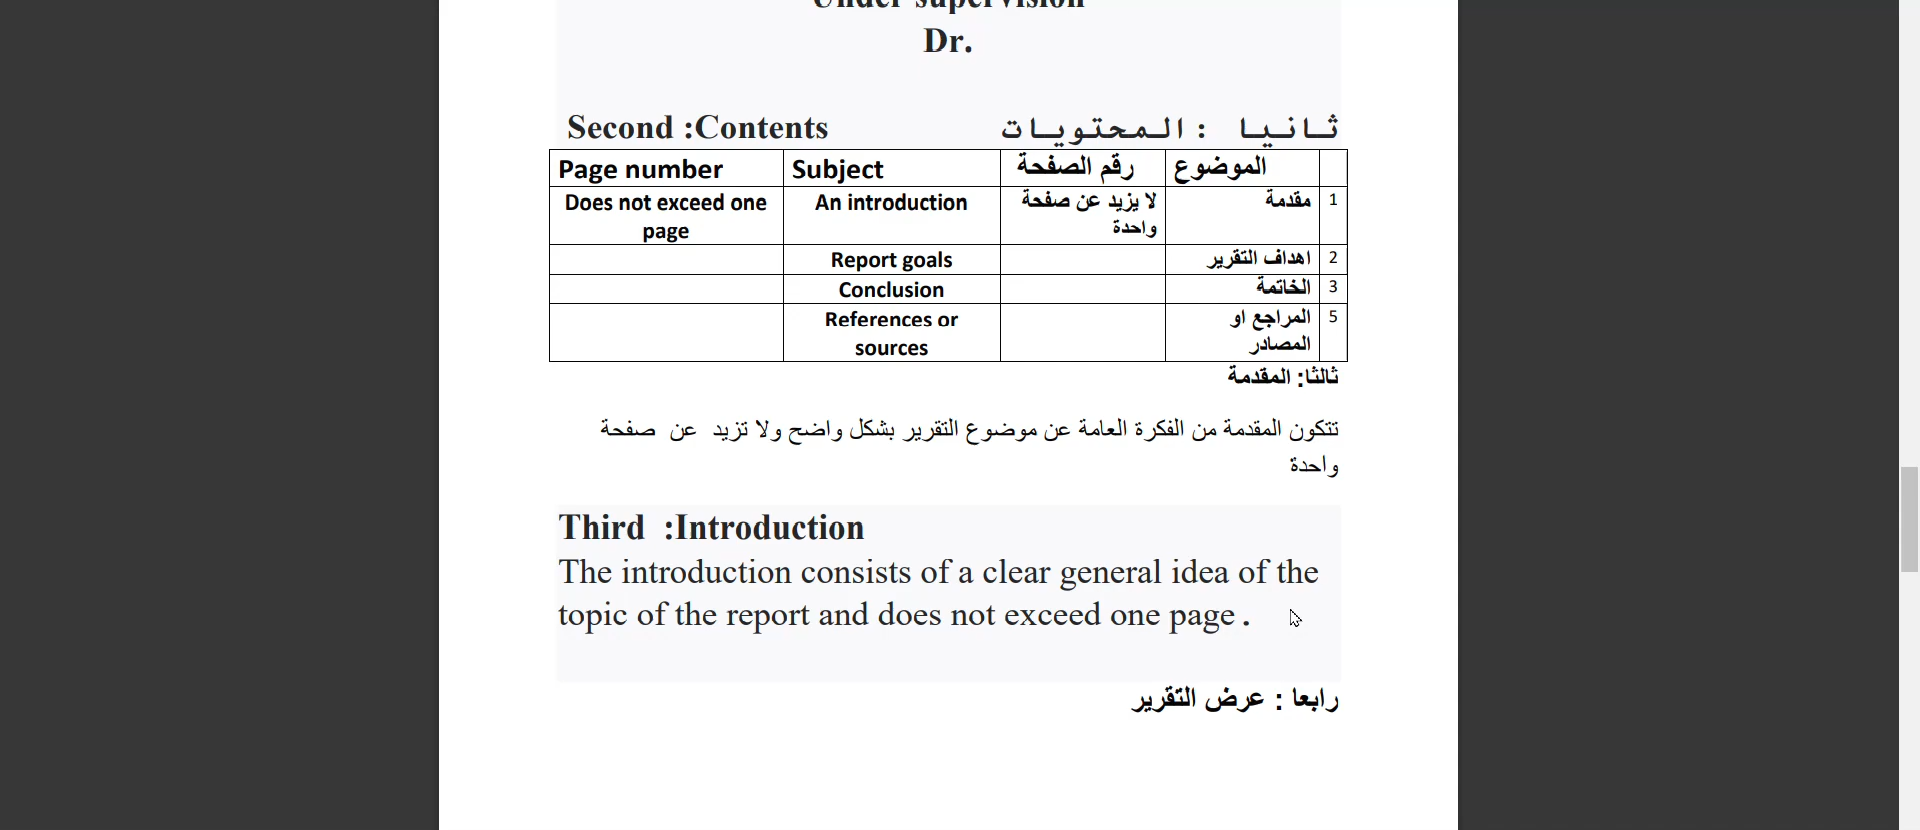 Under supervision
Dr.
Second :Contents ثانيا : المحتويات
Page number Subject رقم الصفحة الموضوع
Does not exceed one An introduction لا يزيد عن صفحة مقدمة 1
page واحدة
Report goals اهداف التقرير 2
Conclusion الخاتمة 3
References or المراجع او 5
sources المصادر
ثالثا: المقدمة
تتكون المقدمة من الفكرة العامة عن موضوع التقرير بشكل واضح ولا تزيد عن صفحة
واحدة
Third :Introduction
The introduction consists of a clear general idea of the
topic of the report and does not exceed one page .
رابعا : عرض التقرير